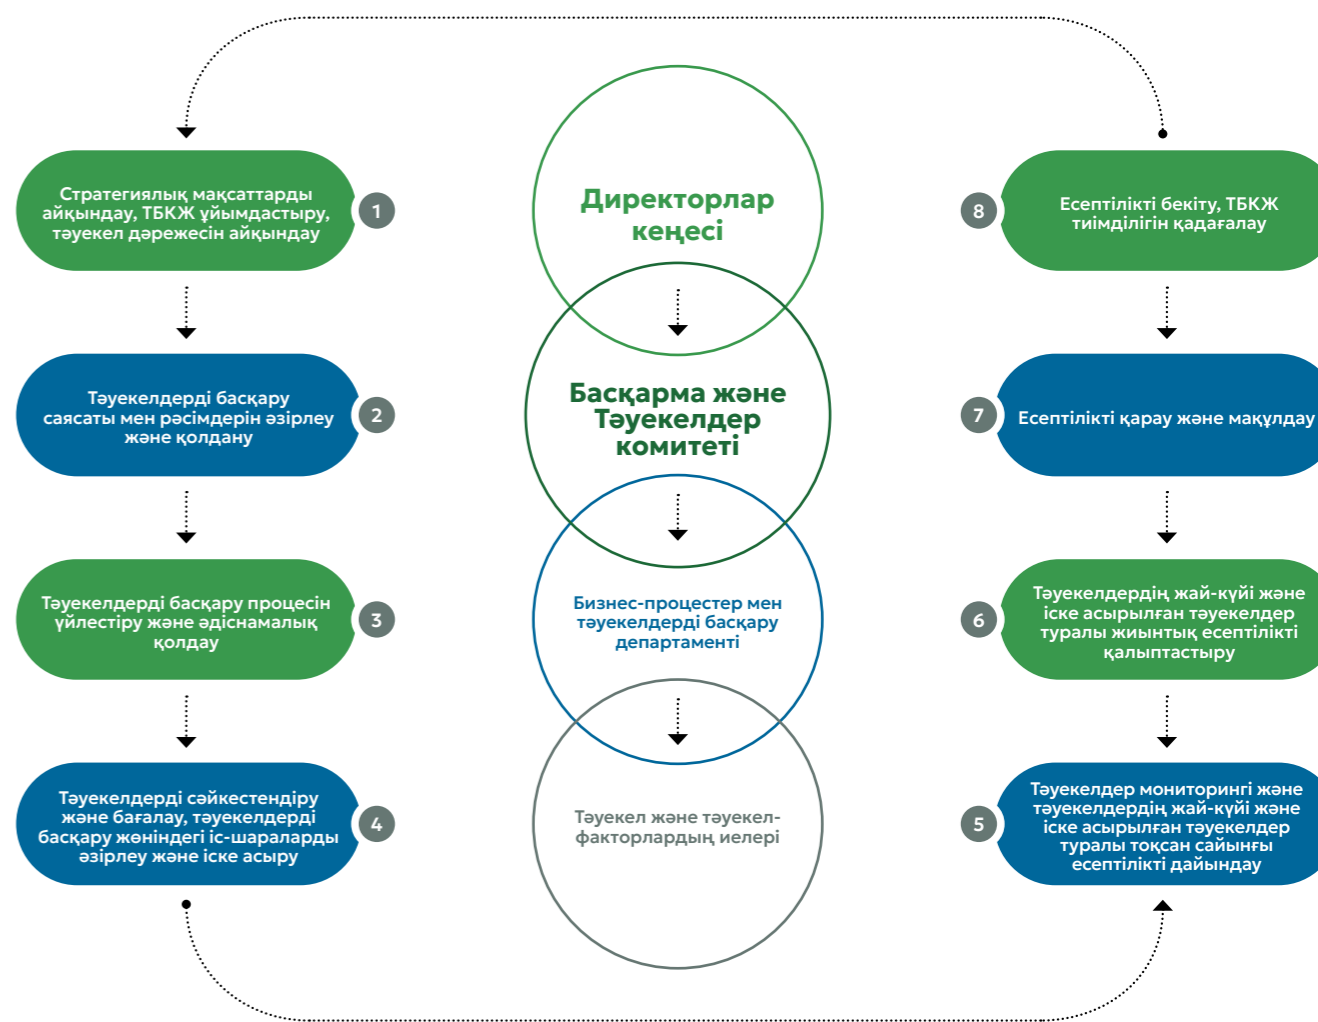 Стратегиялық мақсаттарды
айқындау, ТБКЖ ұйымдастыру,
тәуекел дәрежесін айқындау
1
Тәуекелдерді басқару
саясаты мен рәсімдерін әзірлеу
және қолдану
2
Тәуекелдерді басқару процесін
үйлестіру және әдіснамалық
қолдау
3
Тәуекелдерді сәйкестендіру
және бағалау, тәуекелдерді
басқару жөніндегі іс-шараларды
әзірлеу және іске асыру
4
Директорлар
кеңесі
Басқарма және
Тәуекелдер
комитеті
Бизнес-процестер мен
тәуекелдерді басқару
департаменті
Тәуекел және тәуекел-
факторлардың иелері
8
Есептілікті бекіту, ТБКЖ
тиімділігін қадағалау
7
Есептілікті қарау және мақұлдау
6
Тәуекелдердің жай-күйі және
іске асырылған тәуекелдер
туралы жиынтық есептілікті
қалыптастыру
5
Тәуекелдер мониторингі және
тәуекелдердің жай-күйі және
іске асырылған тәуекелдер
туралы тоқсан сайынғы
есептілікті дайындау